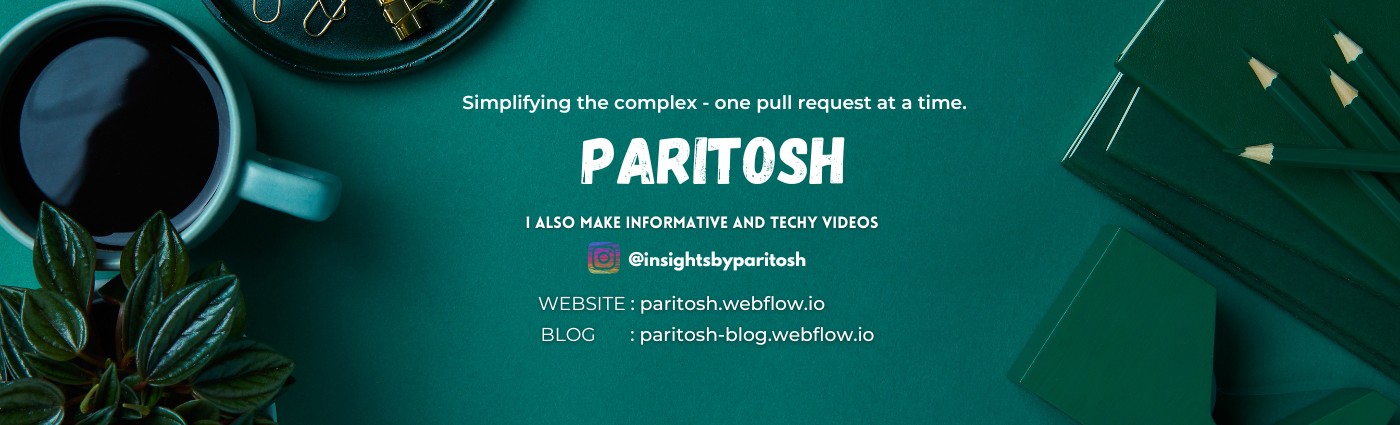 Simplifying the complex - one pull request at a time.
PARITOSH
I ALSO MAKE INFORMATIVE AND TECHY VIDEOS
@insightsbyparitosh
WEBSITE : paritosh.webflow.io
BLOG : paritosh-blog.webflow.io